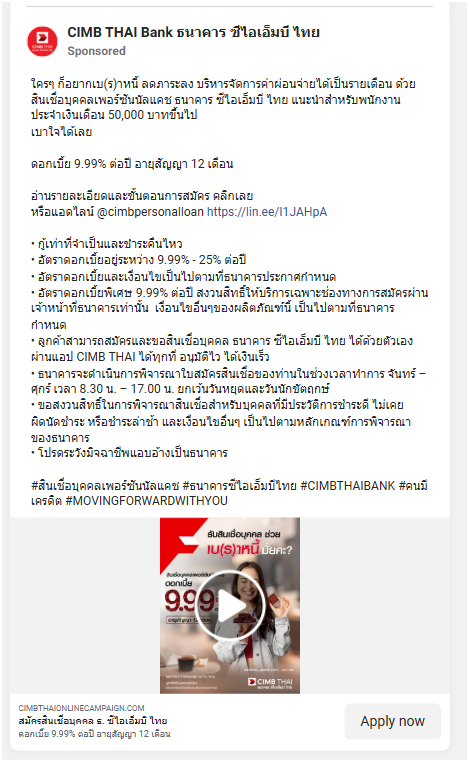 CIMB THAI Bank ธนาคาร ซีไอเอ็มบี ไทย
Sponsored
ใครๆ ก็อยากเบ(ร)าหนี้ ลดภาระลง บริหารจัดการค่าผ่อนจ่ายได้เป็นรายเดือน ด้วย
สินเชื่อบุคคลเพอร์ซันนัลแคช ธนาคาร ซีไอเอ็มบี ไทย แนะนำสำหรับพนักงาน
ประจำเงินเดือน 50,000 บาทขึ้นไป
เบาใจได้เลย
ดอกเบี้ย 9.99% ต่อปี อายุสัญญา 12 เดือน
อ่านรายละเอียดและขั้นตอนการสมัคร คลิกเลย
หรือแอดไลน์ @cimbpersonalloan https://lin.ee/I1JAHpA
• กู้เท่าที่จำเป็นและชำระคืนไหว
• อัตราดอกเบี้ยอยู่ระหว่าง 9.99% - 25% ต่อปี
• อัตราดอกเบี้ยและเงื่อนไขเป็นไปตามที่ธนาคารประกาศกำหนด
• อัตราดอกเบี้ยพิเศษ 9.99% ต่อปี สงวนสิทธิ์ให้บริการเฉพาะช่องทางการสมัครผ่าน
เจ้าหน้าที่ธนาคารเท่านั้น เงื่อนไขอื่นๆของผลิตภัณฑ์นี้ เป็นไปตามที่ธนาคาร
กำหนด
• ลูกค้าสามารถสมัครและขอสินเชื่อบุคคล ธนาคาร ซีไอเอ็มบี ไทย ได้ด้วยตัวเอง
ผ่านแอป CIMB THAI ได้ทุกที่ อนุมัติไว ได้เงินเร็ว
• ธนาคารจะดำเนินการพิจารณาใบสมัครสินเชื่อของท่านในช่วงเวลาทำการ จันทร์ –
ศุกร์ เวลา 8.30 น. – 17.00 น. ยกเว้นวันหยุดและวันนักขัตฤกษ์
• ขอสงวนสิทธิ์ในการพิจารณาสินเชื่อสำหรับบุคคลที่มีประวัติการชำระดี ไม่เคย
ผิดนัดชำระ หรือชำระล่าช้า และเงื่อนไขอื่นๆ เป็นไปตามหลักเกณฑ์การพิจารณา
ของธนาคาร
• โปรดระวังมิจฉาชีพแอบอ้างเป็นธนาคาร
#สินเชื่อบุคคลเพอร์ซันนัลแคช #ธนาคารซีไอเอ็มบีไทย #CIMBTHAIBANK #คนมี
เครดิต #MOVINGFORWARDWITHYOU
รับสินเชื่อบุคคล ช่วย
เบ(ร)าหนี้ มั้ยคะ?
ดอกเบี้ย
9.99
CIMB THAI
CIMBTHAIONLINECAMPAIGN.COM
สมัครสินเชื่อบุคคล ธ. ซีไอเอ็มบี ไทย
ดอกเบี้ย 9.99% ต่อปี อายุสัญญา 12 เดือน
Apply now